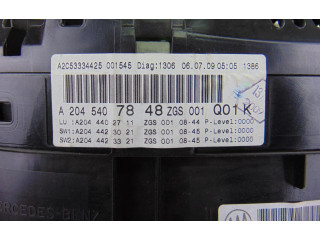 A2C53334425 001545 Diag:1306 06.07.09 05:05 1386
A 204 540 78 48 ZGS 001 Q01K
LU : A204 440 27 11 ZGS 001 08-44 P-Level:0000
SW1: A204 442 30 21 ZGS 001 08-45 P-Level:0000
SW2: A204 442 33 21 ZGS 001 08-45 P-Level:0000